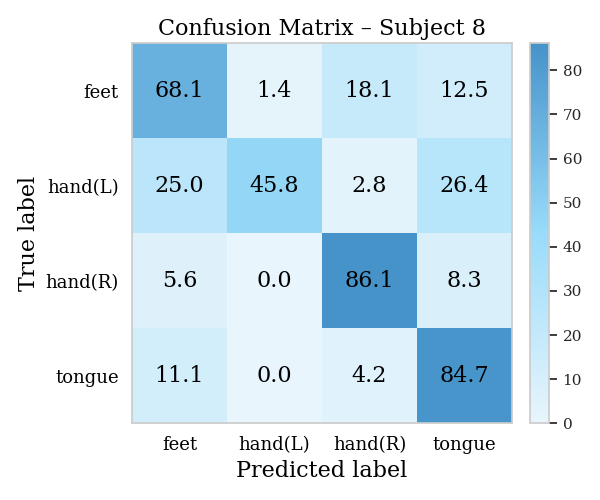 Confusion Matrix – Subject 8
feet 68.1 1.4 18.1 12.5
hand(L) 25.0 45.8 2.8 26.4
hand(R) 5.6 0.0 86.1 8.3
tongue 11.1 0.0 4.2 84.7
feet hand(L) hand(R) tongue
Predicted label
True label
80
70
60
50
40
30
20
10
0